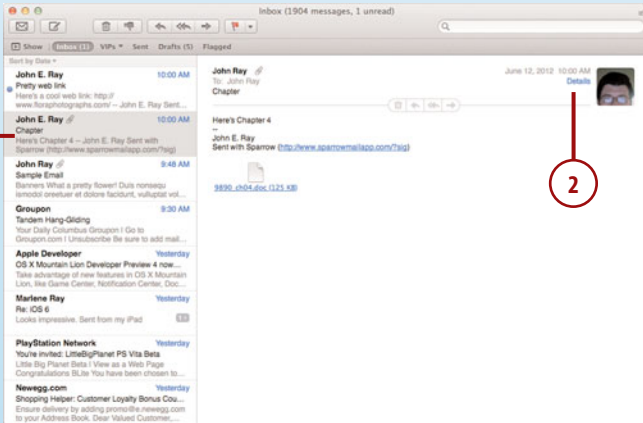 Inbox (1904 messages, 1 unread)
Show Inbox (1) VIPs Sent Drafts (5) Flagged
Sort by Date
John E. Ray 10:00 AM
Pretty web link
Here's a cool web link: http://
www.floraphotographs.com/ – John E. Ray Sent...
John E. Ray 10:00 AM
Chapter
Here's Chapter 4 -- John E. Ray Sent with
Sparrow (http://www.sparrowmailapp.com/?sig)
John Ray 9:48 AM
Sample Email
Banners What a pretty flower! Duis nonsequ
ismodol oreetuer et dolore facidunt, vulluptat vol...
Groupon 9:30 AM
Tandem Hang-Gliding
Your Daily Columbus Groupon I Go to
Groupon.com I Unsubscribe Be sure to add mail...
Apple Developer Yesterday
OS X Mountain Lion Developer Preview 4 now...
Take advantage of new features in OS X Mountain
Lion, like Game Center, Notification Center, Doc...
Marlene Ray Yesterday
Re: iOS 6
Looks impressive. Sent from my iPad
PlayStation Network Yesterday
You're invited: LittleBigPlanet PS Vita Beta
Little Big Planet Beta I View as a Web Page
Congratulations BLite You have been chosen to...
Newegg.com Yesterday
Shopping Helper: Customer Loyalty Bonus Cou...
Ensure delivery by adding promo@e.newegg.com
to your Address Book. Dear Valued Customer,...
John Ray June 12, 2012 10:00 AM
To: John Ray Details
Chapter
Here's Chapter 4
--
John E. Ray
Sent with Sparrow (http://www.sparrowmailapp.com/?sig)
9890_ch04.doc (125 KB)
2